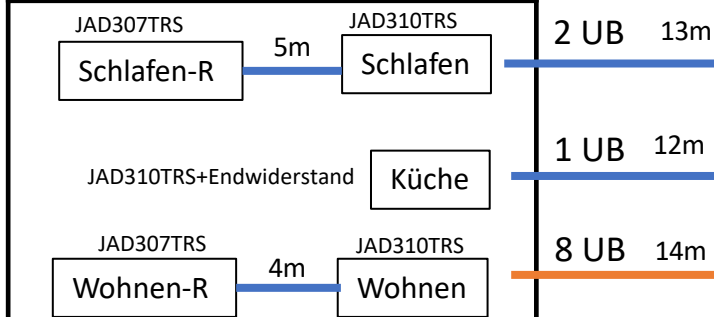 JAD307TRS
JAD310TRS
2 UB
13m
5m
Schlafen-R
Schlafen
1 UB
12m
JAD310TRS+Endwiderstand
Küche
JAD307TRS
JAD310TRS
8 UB
14m
4m
Wohnen-R
Wohnen